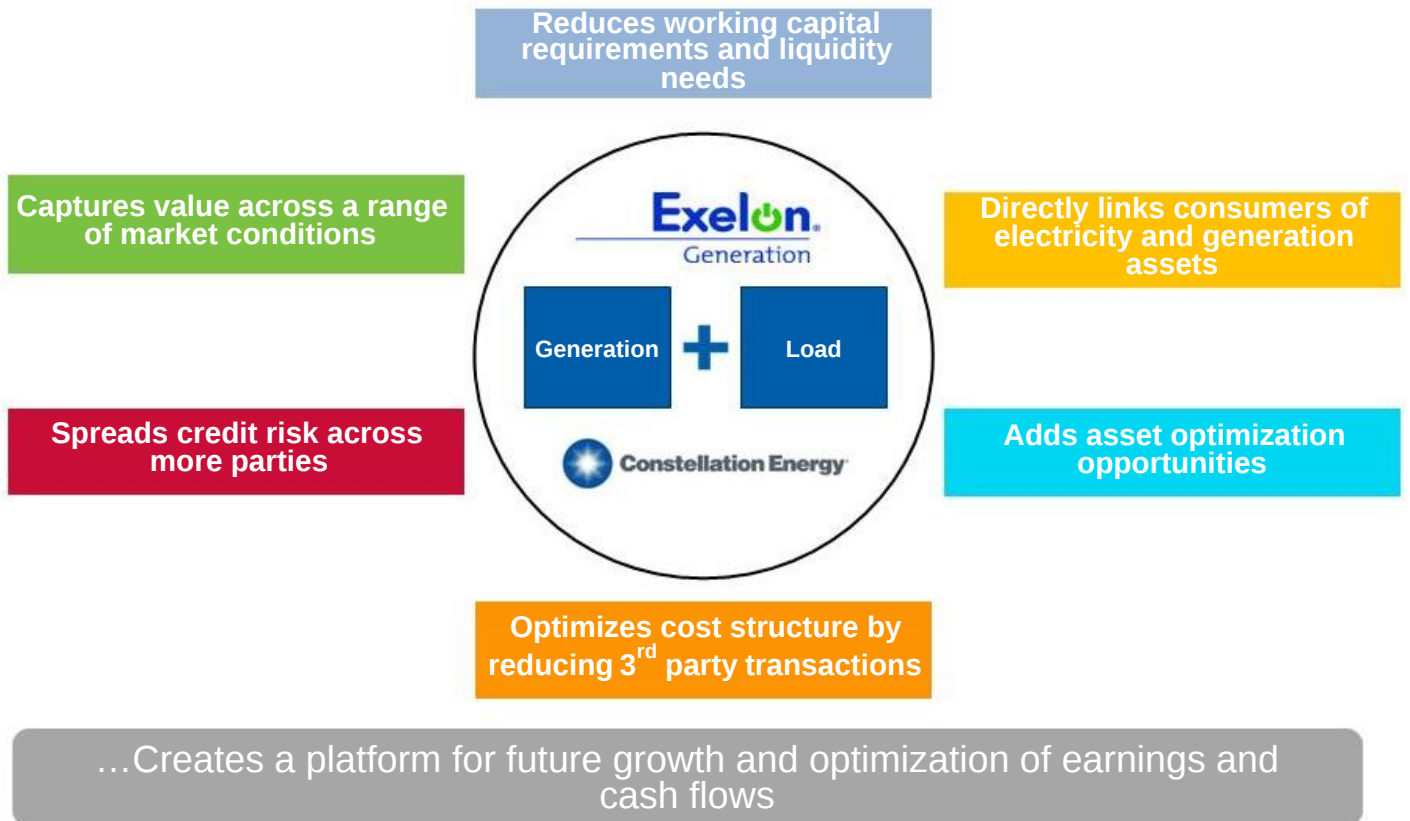 Reduces working capital
requirements and liquidity
needs
Captures value across a range
of market conditions
Exelon®
Generation
Directly links consumers of
electricity and generation
assets
Generation
Load
Spreads credit risk across
more parties
Constellation Energy
Adds asset optimization
opportunities
Optimizes cost structure by
reducing 3rd party transactions
…Creates a platform for future growth and optimization of earnings and
cash flows